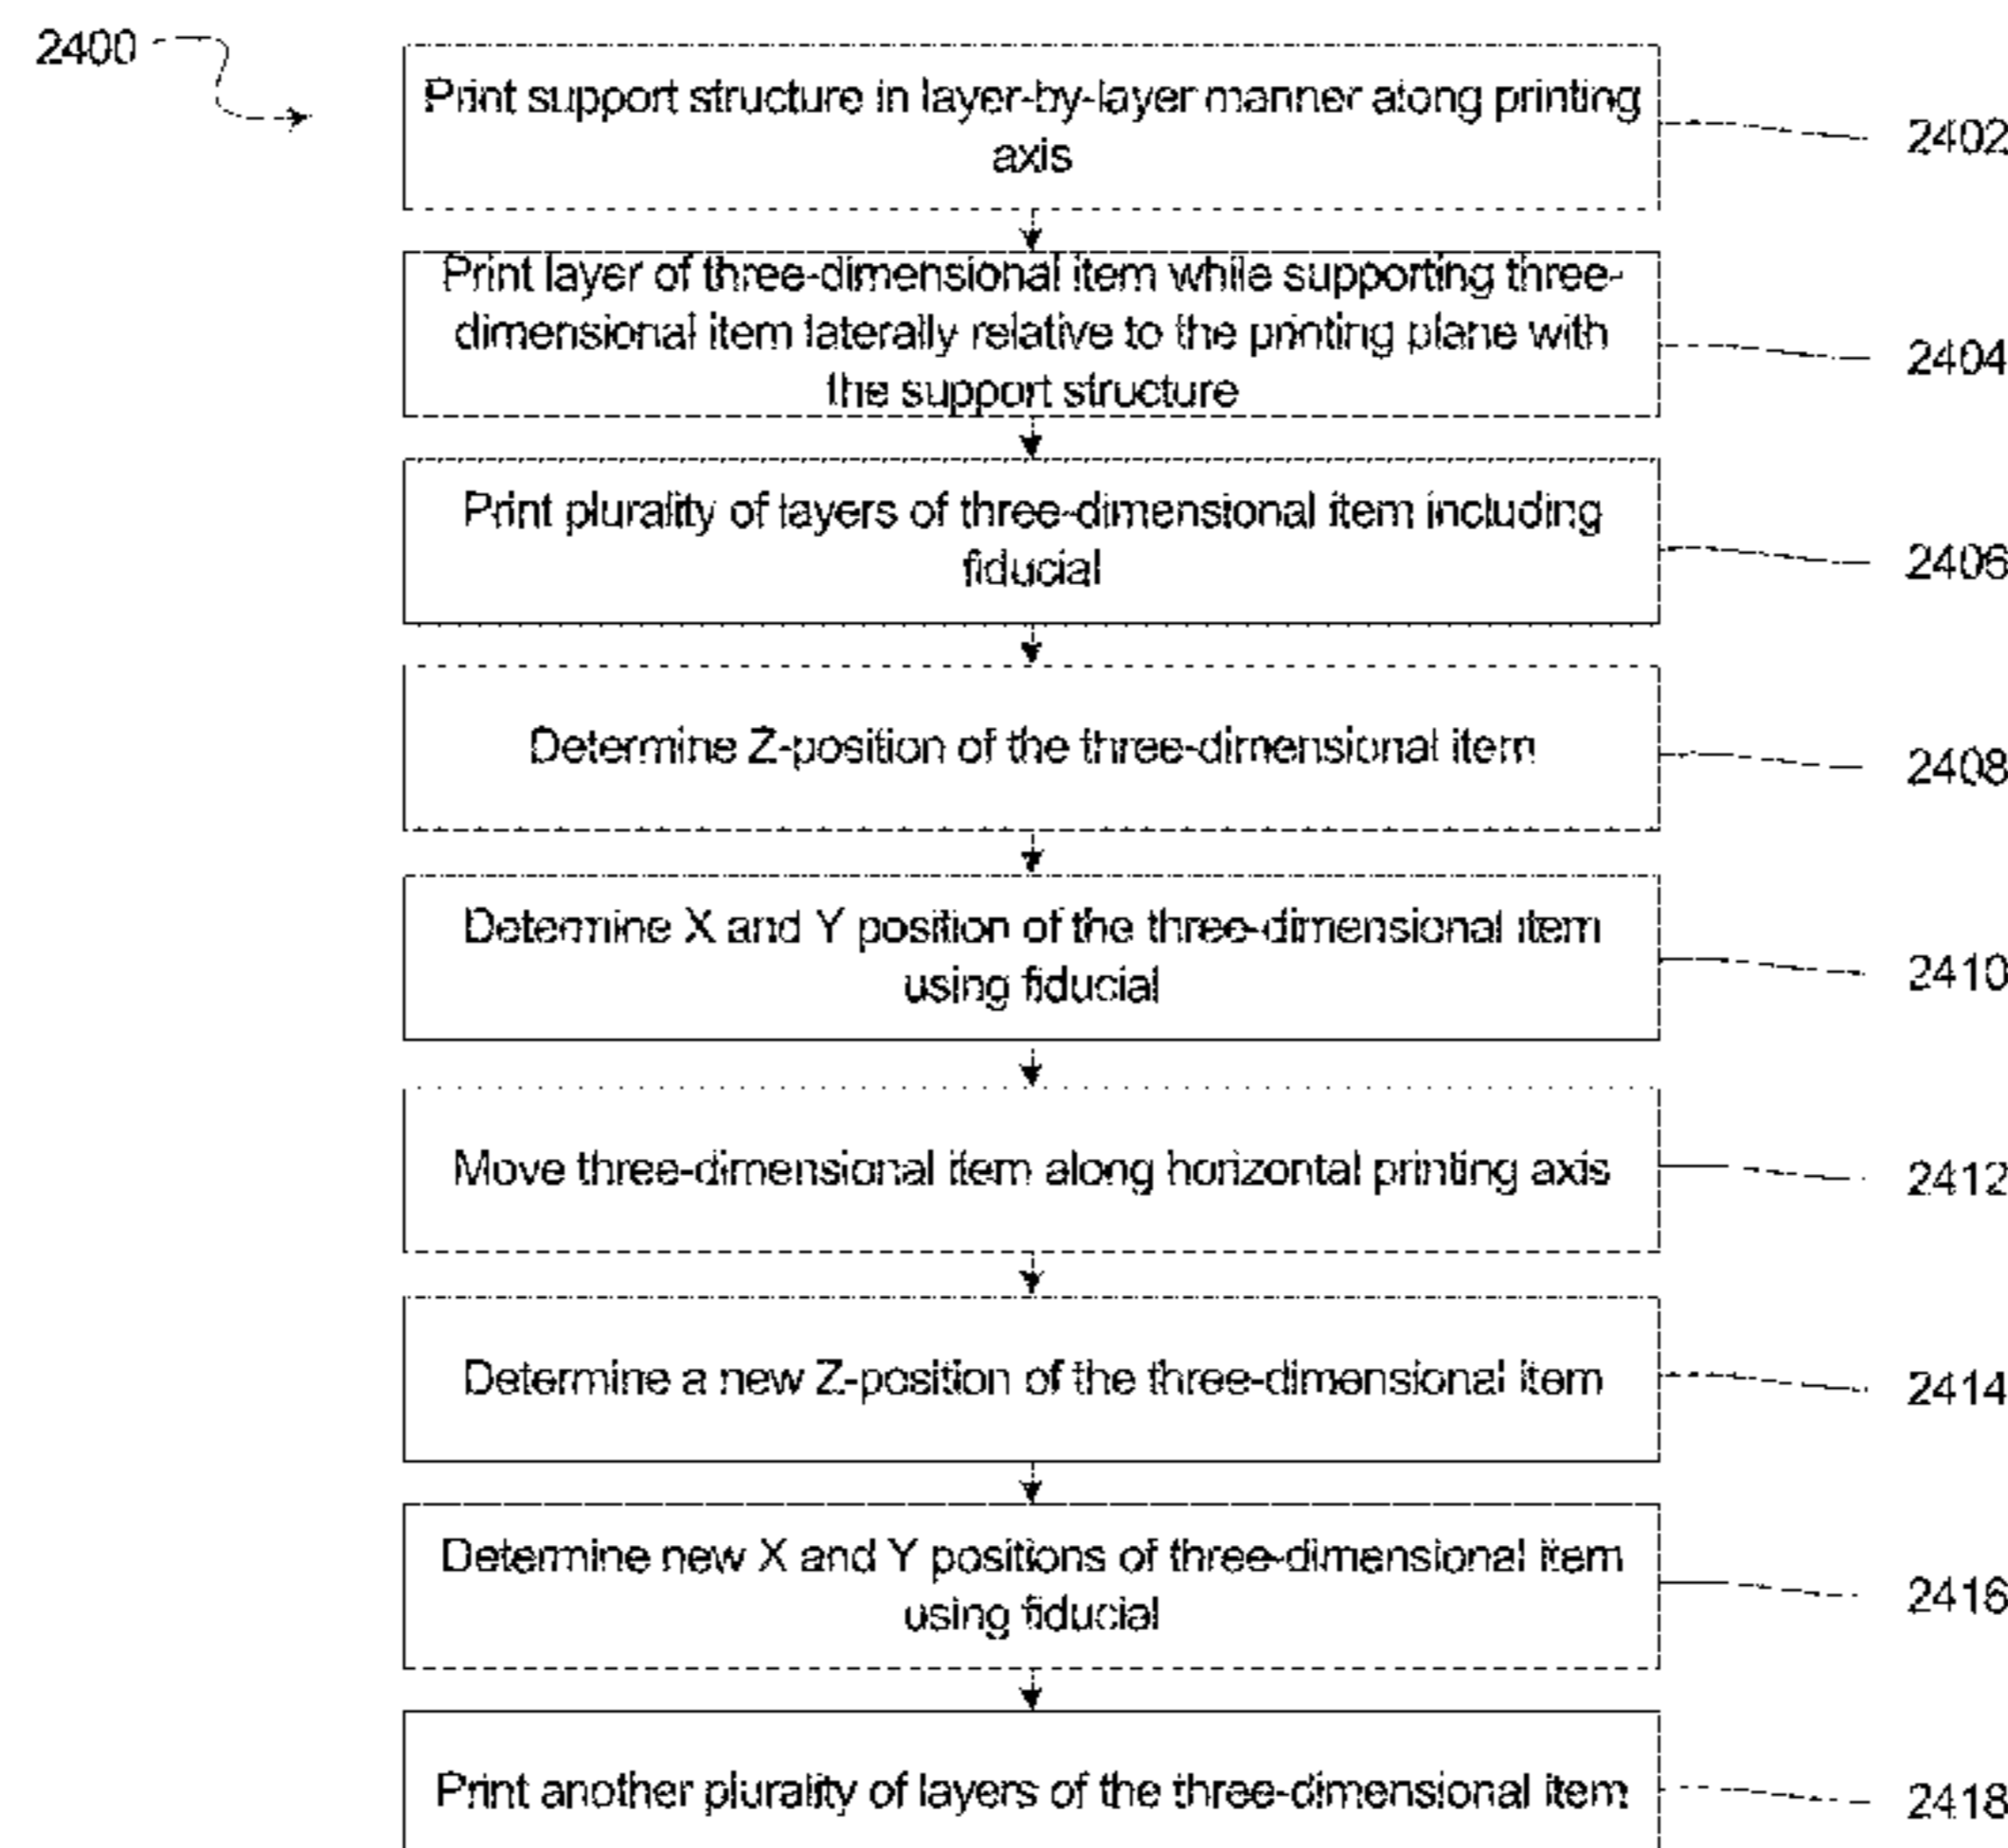 2400
Print support structure in layer-by-layer manner along printing
axis
2402
Print layer of three-dimensional item while supporting three-
dimensional item laterally relative to the printing plane with
the support structure
2404
Print plurality of layers of three-dimensional item including
fiducial
2406
Determine Z-position of the three-dimensional item
2408
Determine X and Y position of the three-dimensional item
using fiducial
2410
Move three-dimensional item along horizontal printing axis
2412
Determine a new Z-position of the three-dimensional item
2414
Determine new X and Y positions of three-dimensional item
using fiducial
2416
Print another plurality of layers of the three-dimensional item
2418